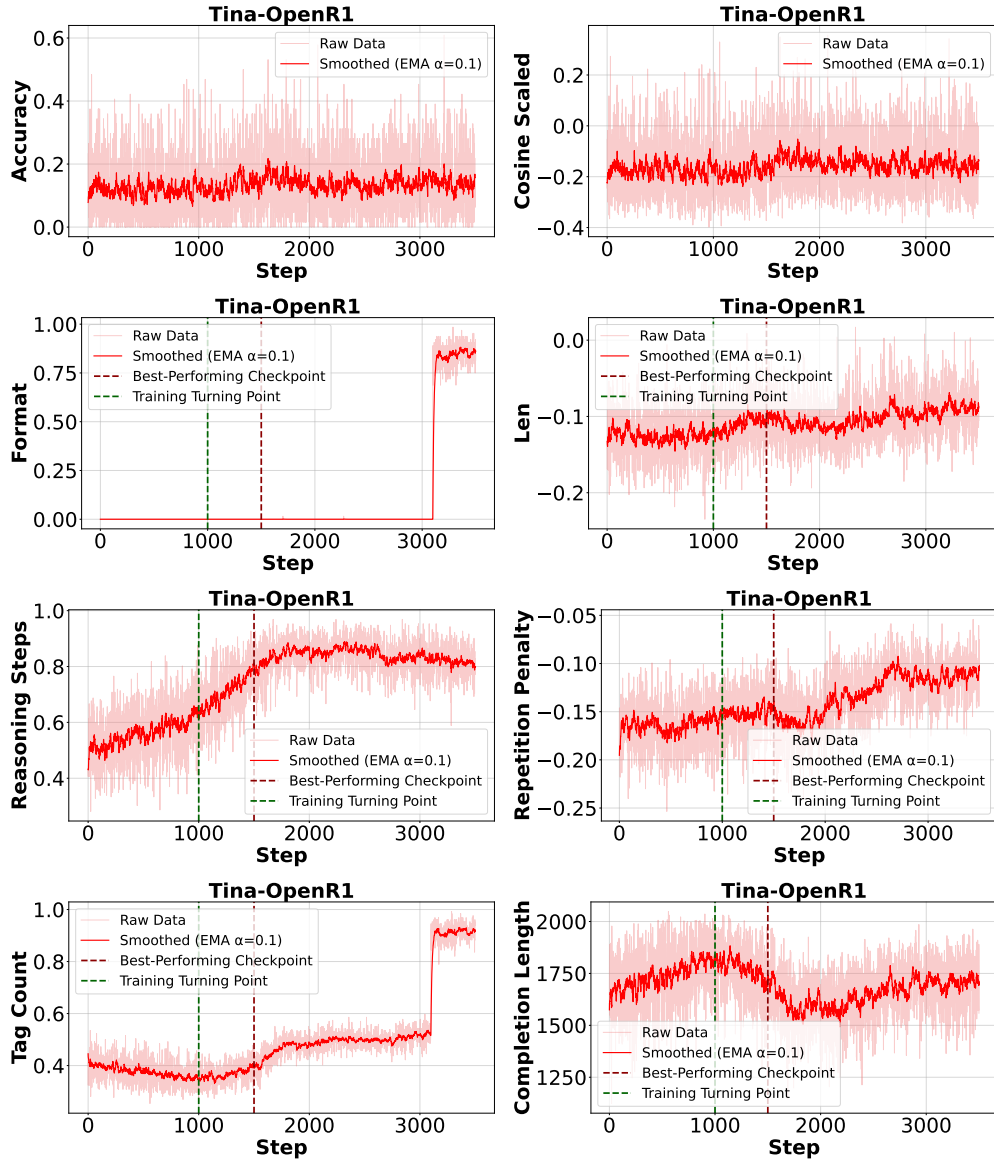 Tina-OpenR1
Accuracy
0.6
0.4
0.2
0.0
Raw Data
Smoothed (EMA α=0.1)
0
1000
2000
3000
Step
Tina-OpenR1
Cosine Scaled
0.2
0.0
−0.2
−0.4
Raw Data
Smoothed (EMA α=0.1)
0
1000
2000
3000
Step
Tina-OpenR1
Format
1.00
0.75
0.50
0.25
0.00
Raw Data
Smoothed (EMA α=0.1)
Best-Performing Checkpoint
Training Turning Point
0
1000
2000
3000
Step
Tina-OpenR1
Len
0.0
−0.1
−0.2
Raw Data
Smoothed (EMA α=0.1)
Best-Performing Checkpoint
Training Turning Point
0
1000
2000
3000
Step
Tina-OpenR1
Reasoning Steps
1.0
0.8
0.6
0.4
Raw Data
Smoothed (EMA α=0.1)
Best-Performing Checkpoint
Training Turning Point
0
1000
2000
3000
Step
Tina-OpenR1
Repetition Penalty
−0.05
−0.10
−0.15
−0.20
−0.25
Raw Data
Smoothed (EMA α=0.1)
Best-Performing Checkpoint
Training Turning Point
0
1000
2000
3000
Step
Tina-OpenR1
Tag Count
1.0
0.8
0.6
0.4
Raw Data
Smoothed (EMA α=0.1)
Best-Performing Checkpoint
Training Turning Point
0
1000
2000
3000
Step
Tina-OpenR1
Completion Length
2000
1750
1500
1250
Raw Data
Smoothed (EMA α=0.1)
Best-Performing Checkpoint
Training Turning Point
0
1000
2000
3000
Step